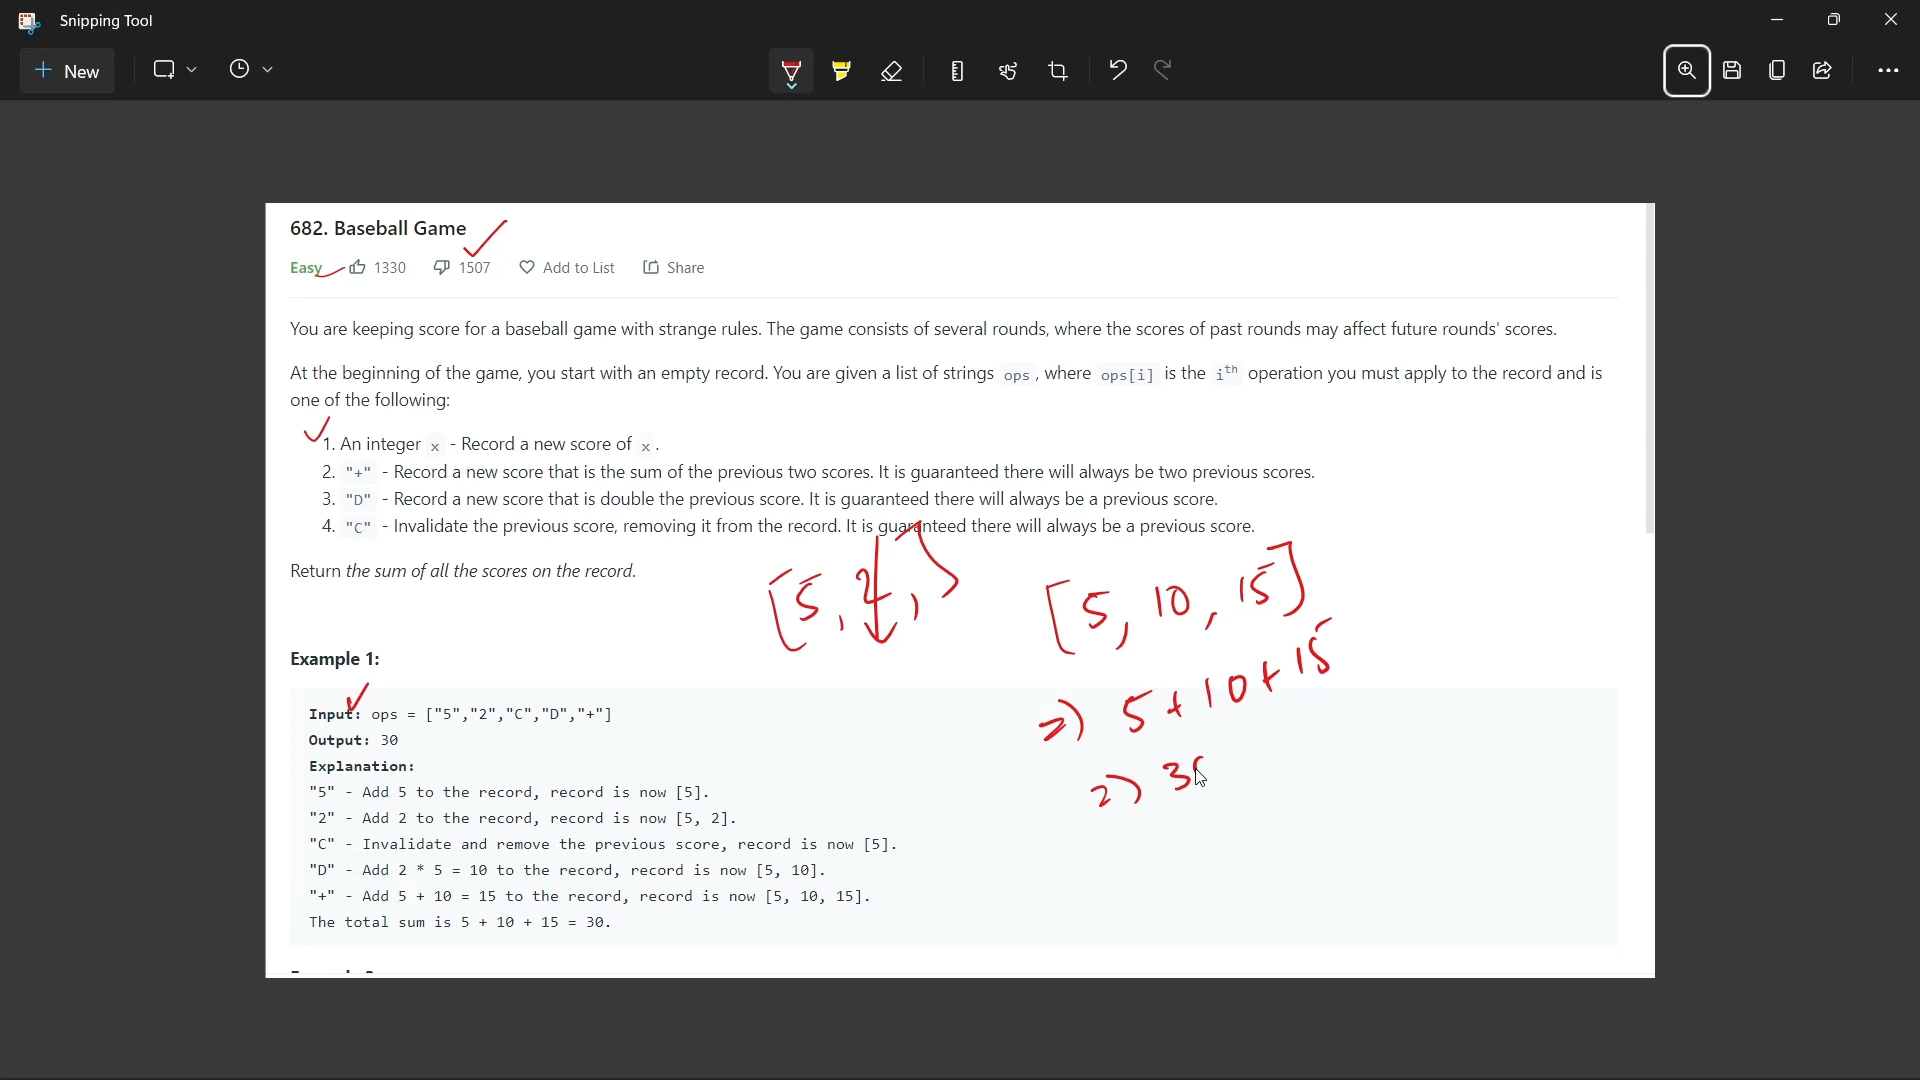 Snipping Tool
New
682. Baseball Game
Easy 1330 1507 Add to List Share
You are keeping score for a baseball game with strange rules. The game consists of several rounds, where the scores of past rounds may affect future rounds' scores.
At the beginning of the game, you start with an empty record. You are given a list of strings ops, where ops[i] is the ith operation you must apply to the record and is
one of the following:
1. An integer x - Record a new score of x.
2. "+" - Record a new score that is the sum of the previous two scores. It is guaranteed there will always be two previous scores.
3. "D" - Record a new score that is double the previous score. It is guaranteed there will always be a previous score.
4. "C" - Invalidate the previous score, removing it from the record. It is guaranteed there will always be a previous score.
Return the sum of all the scores on the record.
[5, 2, ] [5, 10, 15]
=) 5 + 10 + 15
=) 30
Example 1:
Input: ops = ["5","2","C","D","+"]
Output: 30
Explanation:
"5" - Add 5 to the record, record is now [5].
"2" - Add 2 to the record, record is now [5, 2].
"C" - Invalidate and remove the previous score, record is now [5].
"D" - Add 2 * 5 = 10 to the record, record is now [5, 10].
"+" - Add 5 + 10 = 15 to the record, record is now [5, 10, 15].
The total sum is 5 + 10 + 15 = 30.